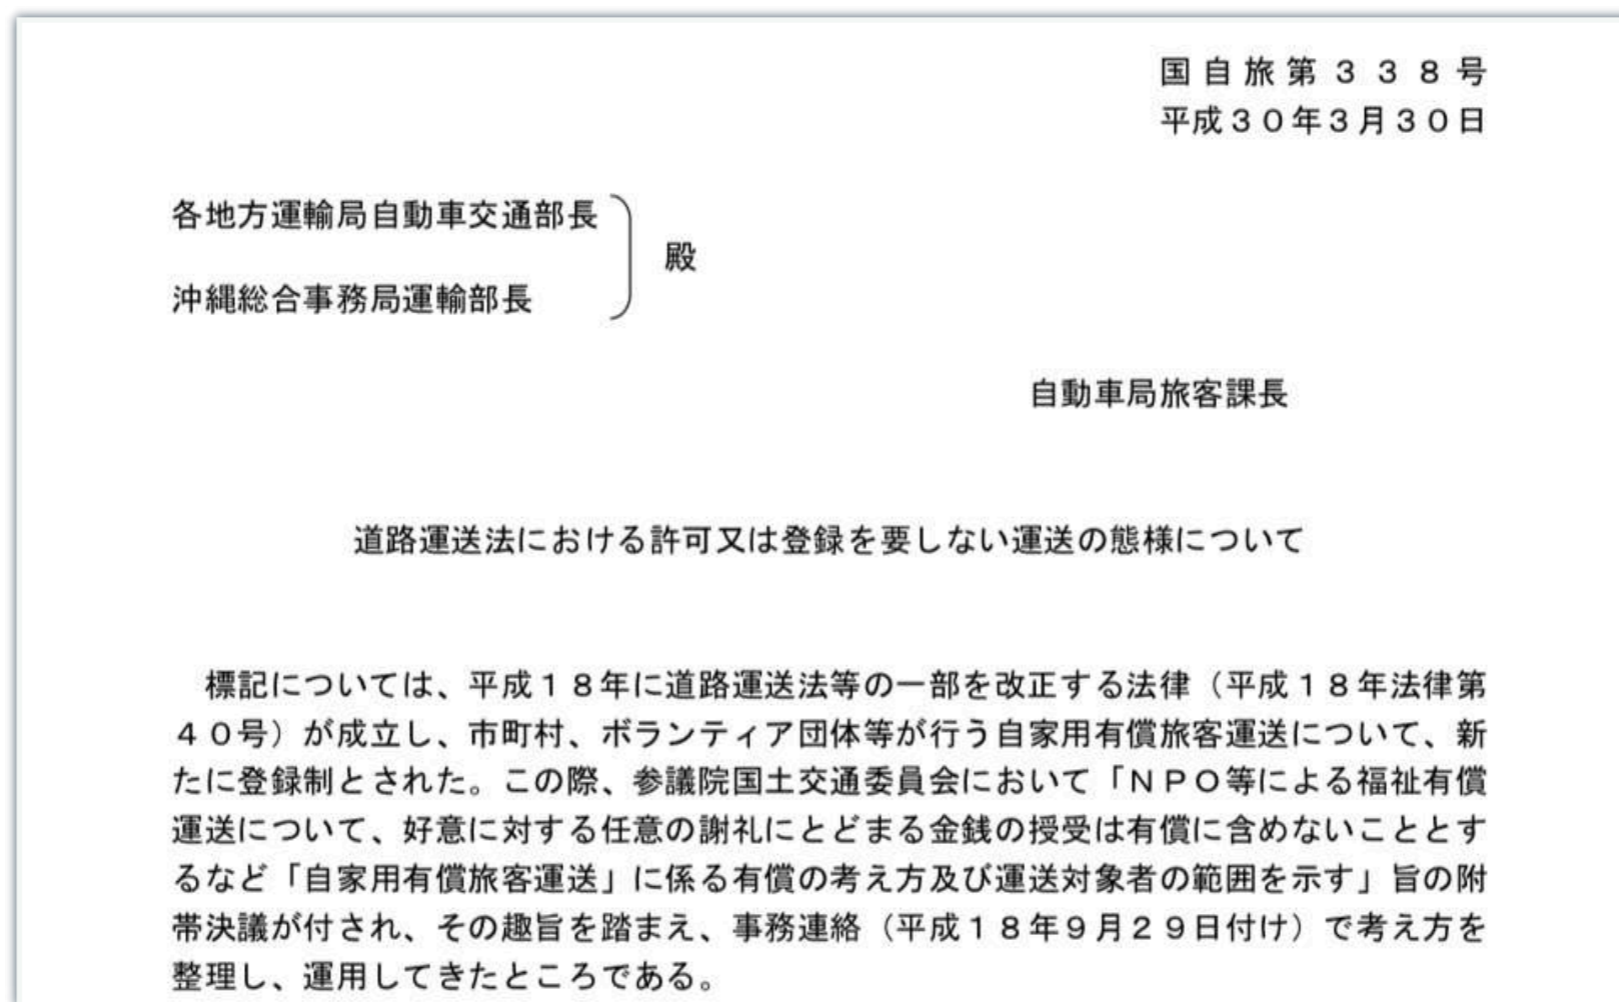 国自旅第３３８号
平成３０年３月３０日
各地方運輸局自動車交通部長
殿
沖縄総合事務局運輸部長
自動車局旅客課長
道路運送法における許可又は登録を要しない運送の態様について
標記については、平成１８年に道路運送法等の一部を改正する法律（平成１８年法律第
４０号）が成立し、市町村、ボランティア団体等が行う自家用有償旅客運送について、新
たに登録制とされた。この際、参議院国土交通委員会において「ＮＰＯ等による福祉有償
運送について、好意に対する任意の謝礼にとどまる金銭の授受は有償に含めないこととす
るなど「自家用有償旅客運送」に係る有償の考え方及び運送対象者の範囲を示す」旨の附
帯決議が付され、その趣旨を踏まえ、事務連絡（平成１８年９月２９日付け）で考え方を
整理し、運用してきたところである。